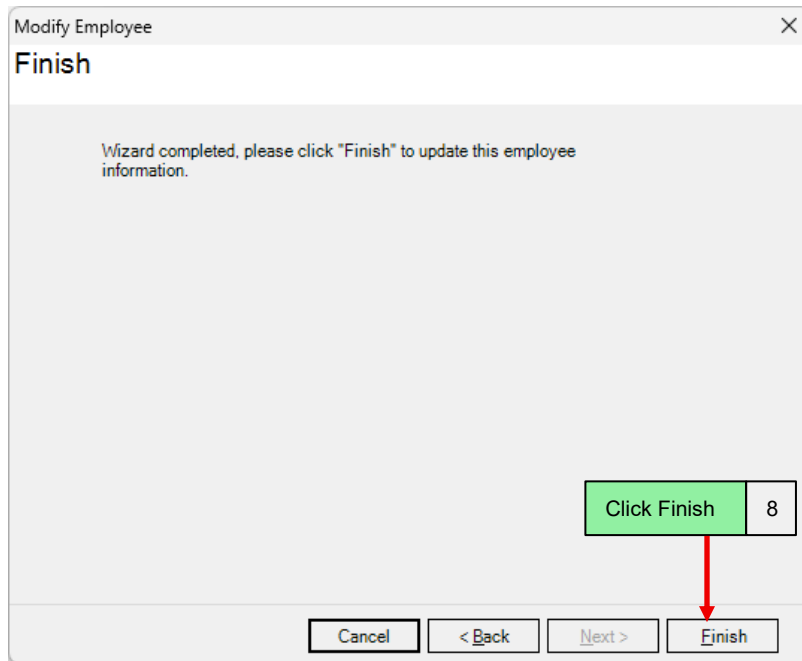 Modify Employee
Finish
Wizard completed, please click "Finish" to update this employee
information.
Click Finish 8
Cancel < Back Next > Finish